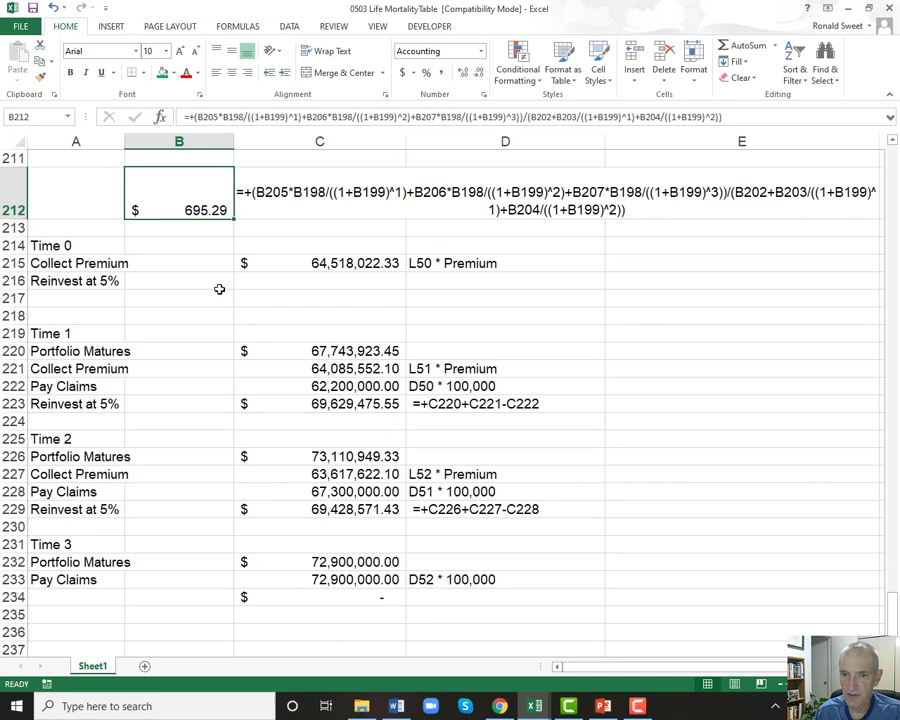 0503 Life MortalityTable [Compatibility Mode] - Excel
FILE HOME INSERT PAGE LAYOUT FORMULAS DATA REVIEW VIEW DEVELOPER Ronald Sweet
Paste
Arial 10
Wrap Text
Accounting
AutoSum
Fill
Clear
B I U
Merge & Center
$ % ,
Conditional Formatting
Format as Table
Cell Styles
Insert Delete Format
Sort & Filter
Find & Select
Clipboard Font Alignment Number Styles Cells Editing
B212 fx =+(B205*B198/((1+B199)^1)+B206*B198/((1+B199)^2)+B207*B198/((1+B199)^3))/(B202+B203/((1+B199)^1)+B204/((1+B199)^2))
A B C D E
211
212 $ 695.29 =+(B205*B198/((1+B199)^1)+B206*B198/((1+B199)^2)+B207*B198/((1+B199)^3))/(B202+B203/((1+B199)^
1)+B204/((1+B199)^2))
213
214 Time 0
215 Collect Premium $ 64,518,022.33 L50 * Premium
216 Reinvest at 5%
217
218
219 Time 1
220 Portfolio Matures $ 67,743,923.45
221 Collect Premium 64,085,552.10 L51 * Premium
222 Pay Claims 62,200,000.00 D50 * 100,000
223 Reinvest at 5% $ 69,629,475.55 =+C220+C221-C222
224
225 Time 2
226 Portfolio Matures $ 73,110,949.33
227 Collect Premium 63,617,622.10 L52 * Premium
228 Pay Claims 67,300,000.00 D51 * 100,000
229 Reinvest at 5% $ 69,428,571.43 =+C226+C227-C228
230
231 Time 3
232 Portfolio Matures $ 72,900,000.00
233 Pay Claims 72,900,000.00 D52 * 100,000
234 $ -
235
236
237
Sheet1
READY
Type here to search